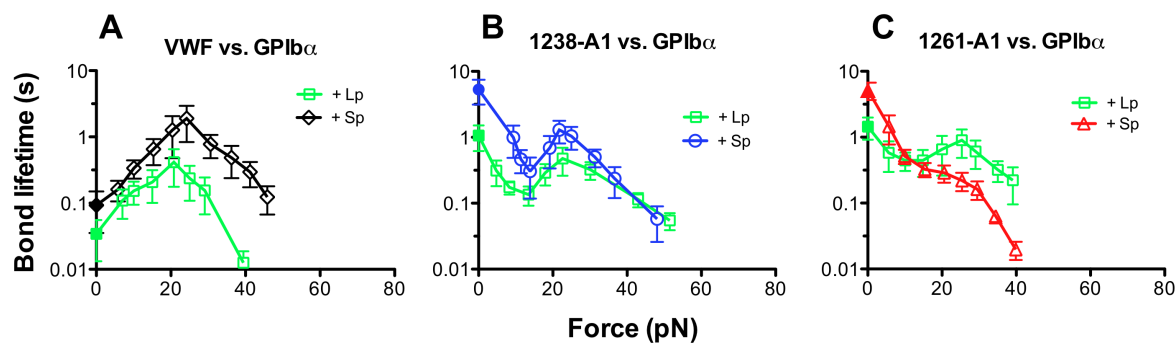 A
VWF vs. GPIbα
B
1238-A1 vs. GPIbα
C
1261-A1 vs. GPIbα
Bond lifetime (s)
10
1
0.1
0.01
0 20 40 60 80
+ Lp
+ Sp
10
1
0.1
0.01
0 20 40 60 80
+ Lp
+ Sp
10
1
0.1
0.01
0 20 40 60 80
+ Lp
+ Sp
Force (pN)